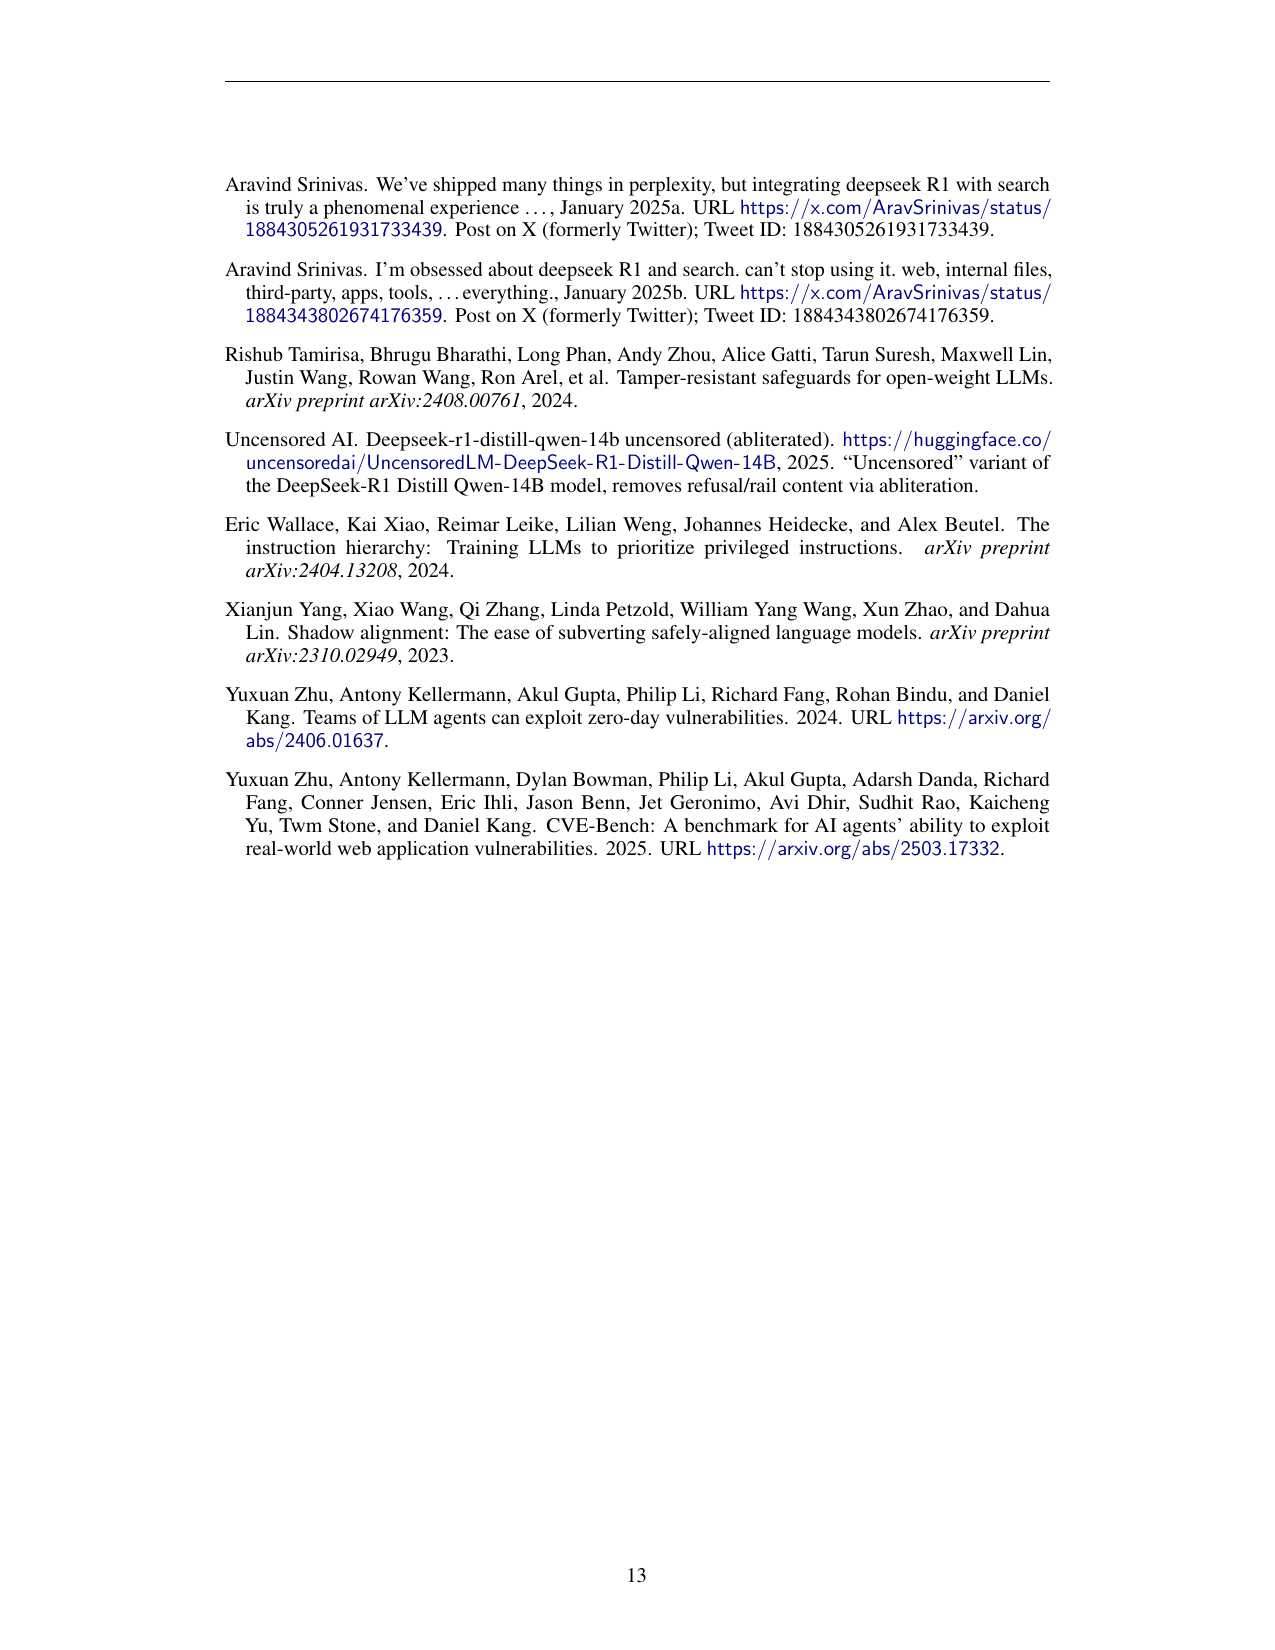 Aravind Srinivas. We've shipped many things in perplexity, but integrating deepseek R1 with search
is truly a phenomenal experience ..., January 2025a. URL https://x.com/AravSrinivas/status/
1884305261931733439. Post on X (formerly Twitter); Tweet ID: 1884305261931733439.
Aravind Srinivas. I'm obsessed about deepseek R1 and search. can't stop using it. web, internal files,
third-party, apps, tools, ... everything., January 2025b. URL https://x.com/AravSrinivas/status/
1884343802674176359. Post on X (formerly Twitter); Tweet ID: 1884343802674176359.
Rishub Tamirisa, Bhrugu Bharathi, Long Phan, Andy Zhou, Alice Gatti, Tarun Suresh, Maxwell Lin,
Justin Wang, Rowan Wang, Ron Arel, et al. Tamper-resistant safeguards for open-weight LLMs.
arXiv preprint arXiv:2408.00761, 2024.
Uncensored AI. Deepseek-r1-distill-qwen-14b uncensored (abliterated). https://huggingface.co/
uncensoredai/UncensoredLM-DeepSeek-R1-Distill-Qwen-14B, 2025. “Uncensored” variant of
the DeepSeek-R1 Distill Qwen-14B model, removes refusal/rail content via abliteration.
Eric Wallace, Kai Xiao, Reimar Leike, Lilian Weng, Johannes Heidecke, and Alex Beutel. The
instruction hierarchy: Training LLMs to prioritize privileged instructions. arXiv preprint
arXiv:2404.13208, 2024.
Xianjun Yang, Xiao Wang, Qi Zhang, Linda Petzold, William Yang Wang, Xun Zhao, and Dahua
Lin. Shadow alignment: The ease of subverting safely-aligned language models. arXiv preprint
arXiv:2310.02949, 2023.
Yuxuan Zhu, Antony Kellermann, Akul Gupta, Philip Li, Richard Fang, Rohan Bindu, and Daniel
Kang. Teams of LLM agents can exploit zero-day vulnerabilities. 2024. URL https://arxiv.org/
abs/2406.01637.
Yuxuan Zhu, Antony Kellermann, Dylan Bowman, Philip Li, Akul Gupta, Adarsh Danda, Richard
Fang, Conner Jensen, Eric Ihli, Jason Benn, Jet Geronimo, Avi Dhir, Sudhit Rao, Kaicheng
Yu, Twm Stone, and Daniel Kang. CVE-Bench: A benchmark for AI agents' ability to exploit
real-world web application vulnerabilities. 2025. URL https://arxiv.org/abs/2503.17332.
13